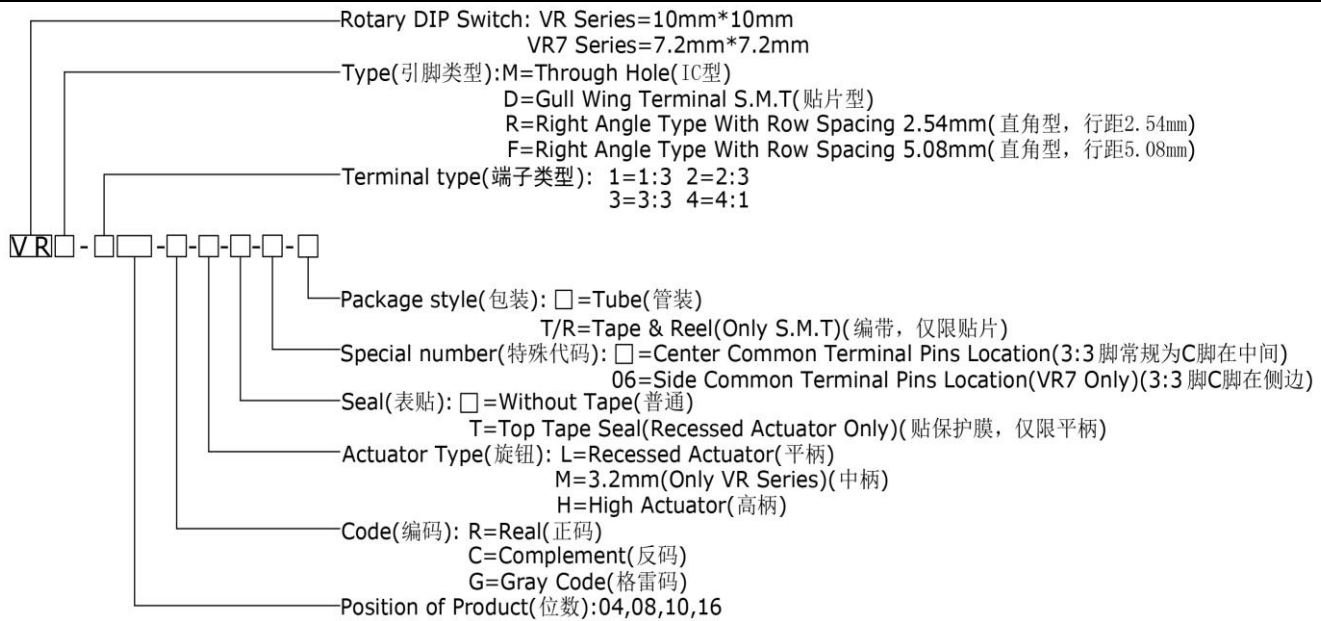 Rotary DIP Switch: VR Series=10mm*10mm
VR7 Series=7.2mm*7.2mm
Type(引脚类型):M=Through Hole(IC型)
D=Gull Wing Terminal S.M.T(贴片型)
R=Right Angle Type With Row Spacing 2.54mm(直角型，行距2.54mm)
F=Right Angle Type With Row Spacing 5.08mm(直角型，行距5.08mm)
Terminal type(端子类型): 1=1:3 2=2:3
3=3:3 4=4:1
VR□-□□-□-□-□-□-□
Package style(包装): □=Tube(管装)
T/R=Tape & Reel(Only S.M.T)(编带，仅限贴片)
Special number(特殊代码): □=Center Common Terminal Pins Location(3:3脚常规为C脚在中间)
06=Side Common Terminal Pins Location(VR7 Only)(3:3脚C脚在侧边)
Seal(表贴): □=Without Tape(普通)
T=Top Tape Seal(Recessed Actuator Only)(贴保护膜，仅限平柄)
Actuator Type(旋钮): L=Recessed Actuator(平柄)
M=3.2mm(Only VR Series)(中柄)
H=High Actuator(高柄)
Code(编码): R=Real(正码)
C=Complement(反码)
G=Gray Code(格雷码)
Position of Product(位数):04,08,10,16